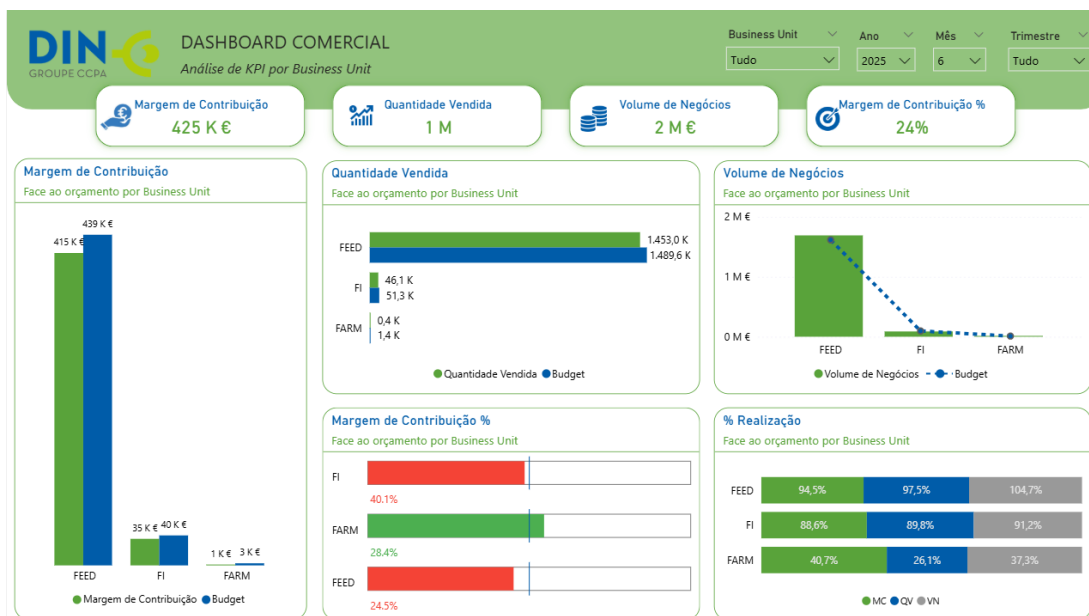 DIN
GROUPE CCPA
DASHBOARD COMERCIAL
Análise de KPI por Business Unit
Business Unit
Tudo
Ano
2025
Mês
6
Trimestre
Tudo
Margem de Contribuição
425 K €
Quantidade Vendida
1 M
Volume de Negócios
2 M €
Margem de Contribuição %
24%
Margem de Contribuição
Face ao orçamento por Business Unit
415 K €
439 K €
35 K €
40 K €
1 K €
3 K €
FEED
FI
FARM
Margem de Contribuição
Budget
Quantidade Vendida
Face ao orçamento por Business Unit
FEED
1.453,0 K
1.489,6 K
FI
46,1 K
51,3 K
FARM
0,4 K
1,4 K
Quantidade Vendida
Budget
Volume de Negócios
Face ao orçamento por Business Unit
2 M €
1 M €
0 M €
FEED
FI
FARM
Volume de Negócios
Budget
Margem de Contribuição %
Face ao orçamento por Business Unit
FI
40.1%
FARM
28.4%
FEED
24.5%
% Realização
Face ao orçamento por Business Unit
FEED 94,5% 97,5% 104,7%
FI 88,6% 89,8% 91,2%
FARM 40,7% 26,1% 37,3%
MC QV VN